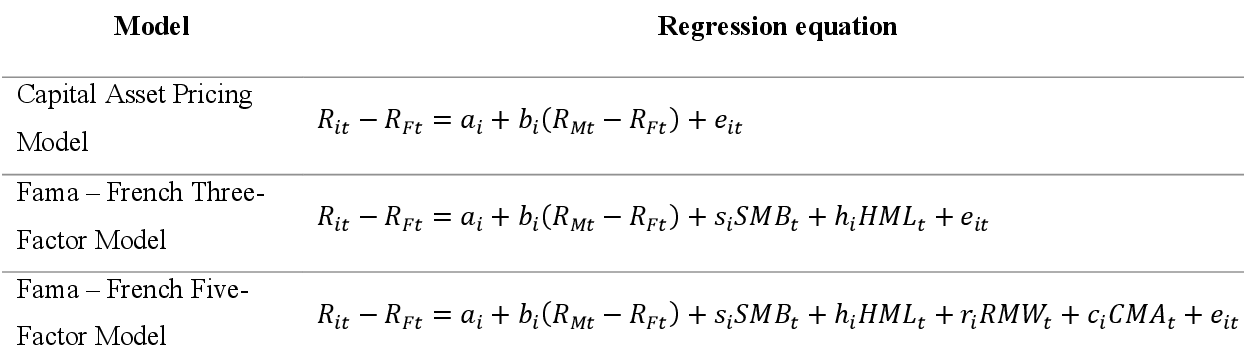 Model Regression equation
Capital Asset Pricing
Model
R_{it} − R_{Ft} = a_i + b_i(R_{Mt} − R_{Ft}) + e_{it}
Fama – French Three-
Factor Model
R_{it} − R_{Ft} = a_i + b_i(R_{Mt} − R_{Ft}) + s_iSMB_t + h_iHML_t + e_{it}
Fama – French Five-
Factor Model
R_{it} − R_{Ft} = a_i + b_i(R_{Mt} − R_{Ft}) + s_iSMB_t + h_iHML_t + r_iRMW_t + c_iCMA_t + e_{it}